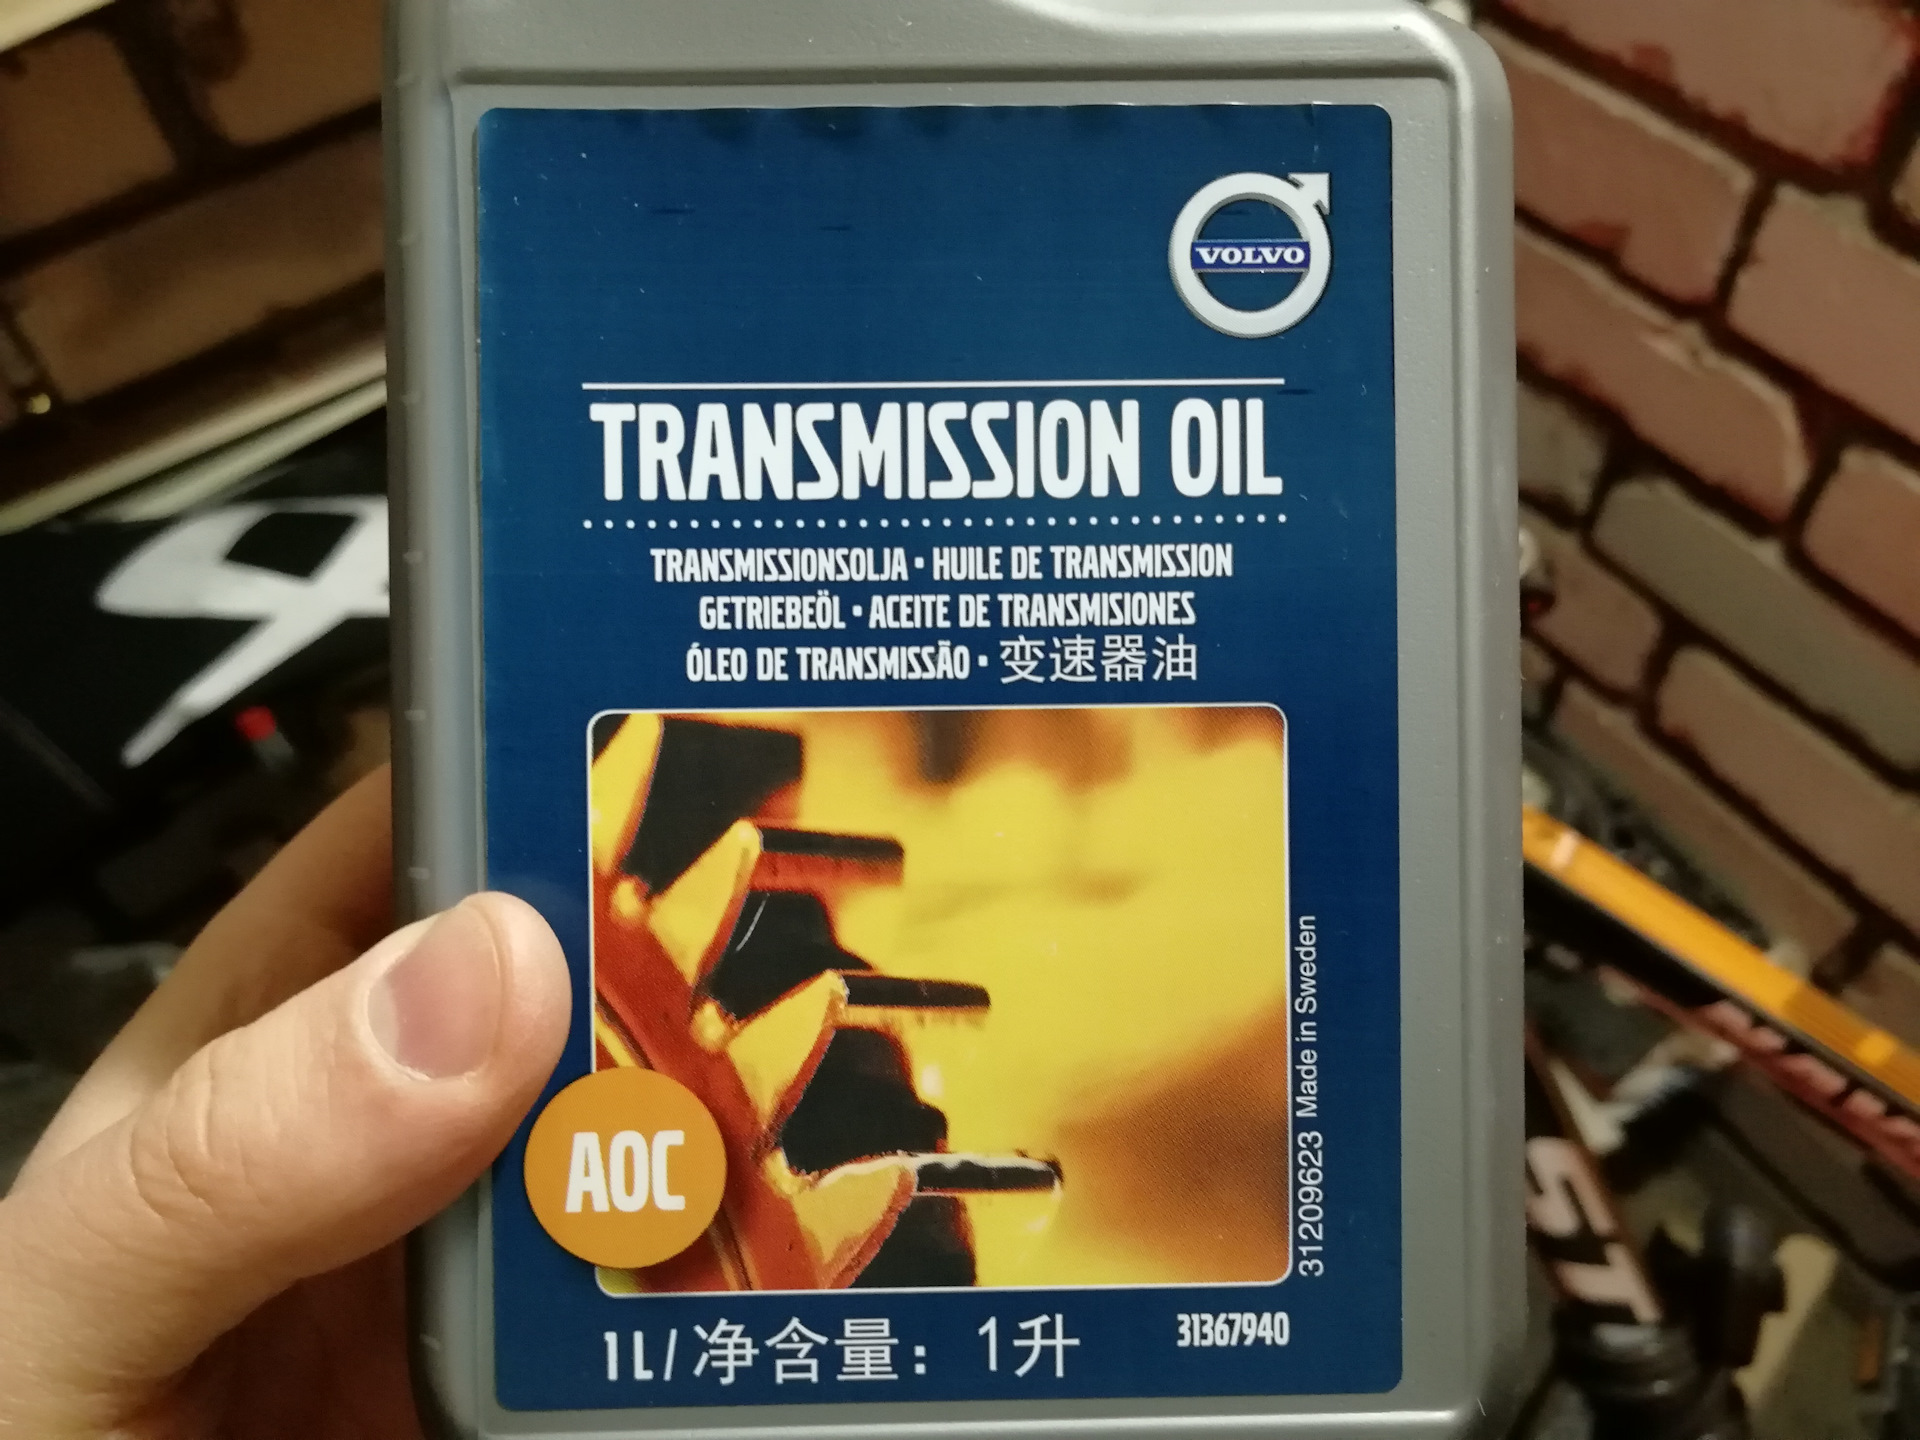 VOLVO
TRANSMISSION OIL
TRANSMISSIONSOLJA • HUILE DE TRANSMISSION
GETRIEBEÖL • ACEITE DE TRANSMISIONES
ÓLEO DE TRANSMISSÃO • 变速器油
AOC
31209623 Made in Sweden
1L/净含量：1升
31367940
ST